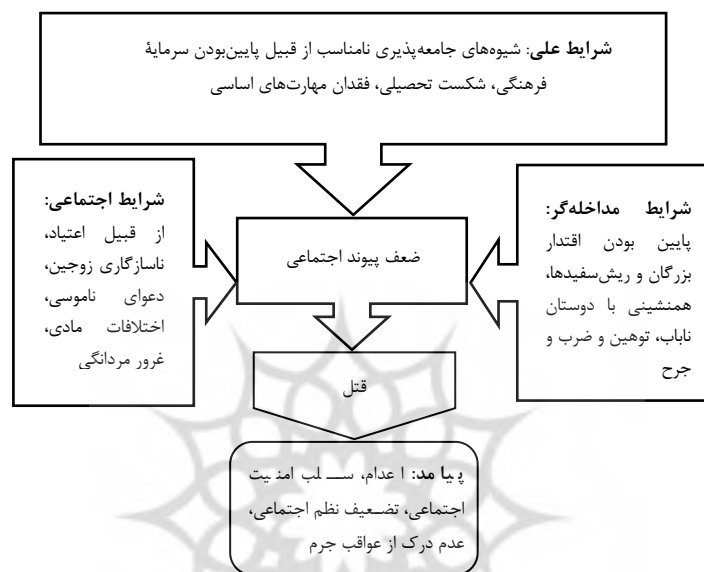 شرایط علی: شیوه‌های جامعه‌پذیری نامناسب از قبیل پایین‌بودن سرمایۀ
فرهنگی، شکست تحصیلی، فقدان مهارت‌های اساسی
شرایط مداخله‌گر:
پایین بودن اقتدار
بزرگان و ریش‌سفیدها،
همنشینی با دوستان
ناباب، توهین و ضرب و
جرح
ضعف پیوند اجتماعی
شرایط اجتماعی:
از قبیل اعتیاد،
ناسازگاری زوجین،
دعوای ناموسی،
اختلافات مادی،
غرور مردانگی
قتل
پیامد: اعدام، سلب امنیت
اجتماعی، تضعیف نظم اجتماعی،
عدم درک از عواقب جرم